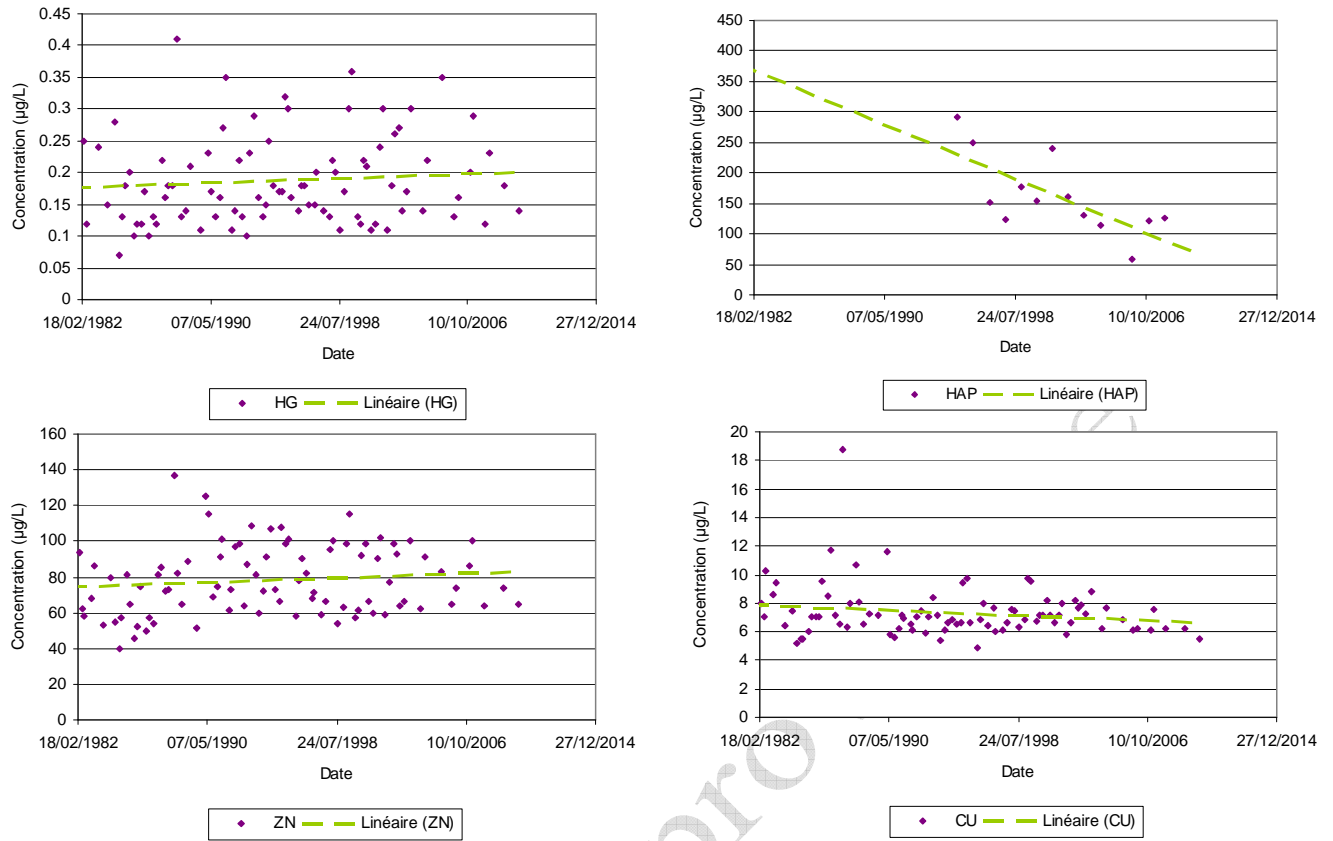 Concentration (µg/L)
0.45
0.4
0.35
0.3
0.25
0.2
0.15
0.1
0.05
0
18/02/1982 07/05/1990 24/07/1998 10/10/2006 27/12/2014
Date
HG Linéaire (HG)
Concentration (µg/L)
450
400
350
300
250
200
150
100
50
0
18/02/1982 07/05/1990 24/07/1998 10/10/2006 27/12/2014
Date
HAP Linéaire (HAP)
Concentration (µg/L)
160
140
120
100
80
60
40
20
0
18/02/1982 07/05/1990 24/07/1998 10/10/2006 27/12/2014
Date
ZN Linéaire (ZN)
Concentration (µg/L)
20
18
16
14
12
10
8
6
4
2
0
18/02/1982 07/05/1990 24/07/1998 10/10/2006 27/12/2014
Date
CU Linéaire (CU)
pro